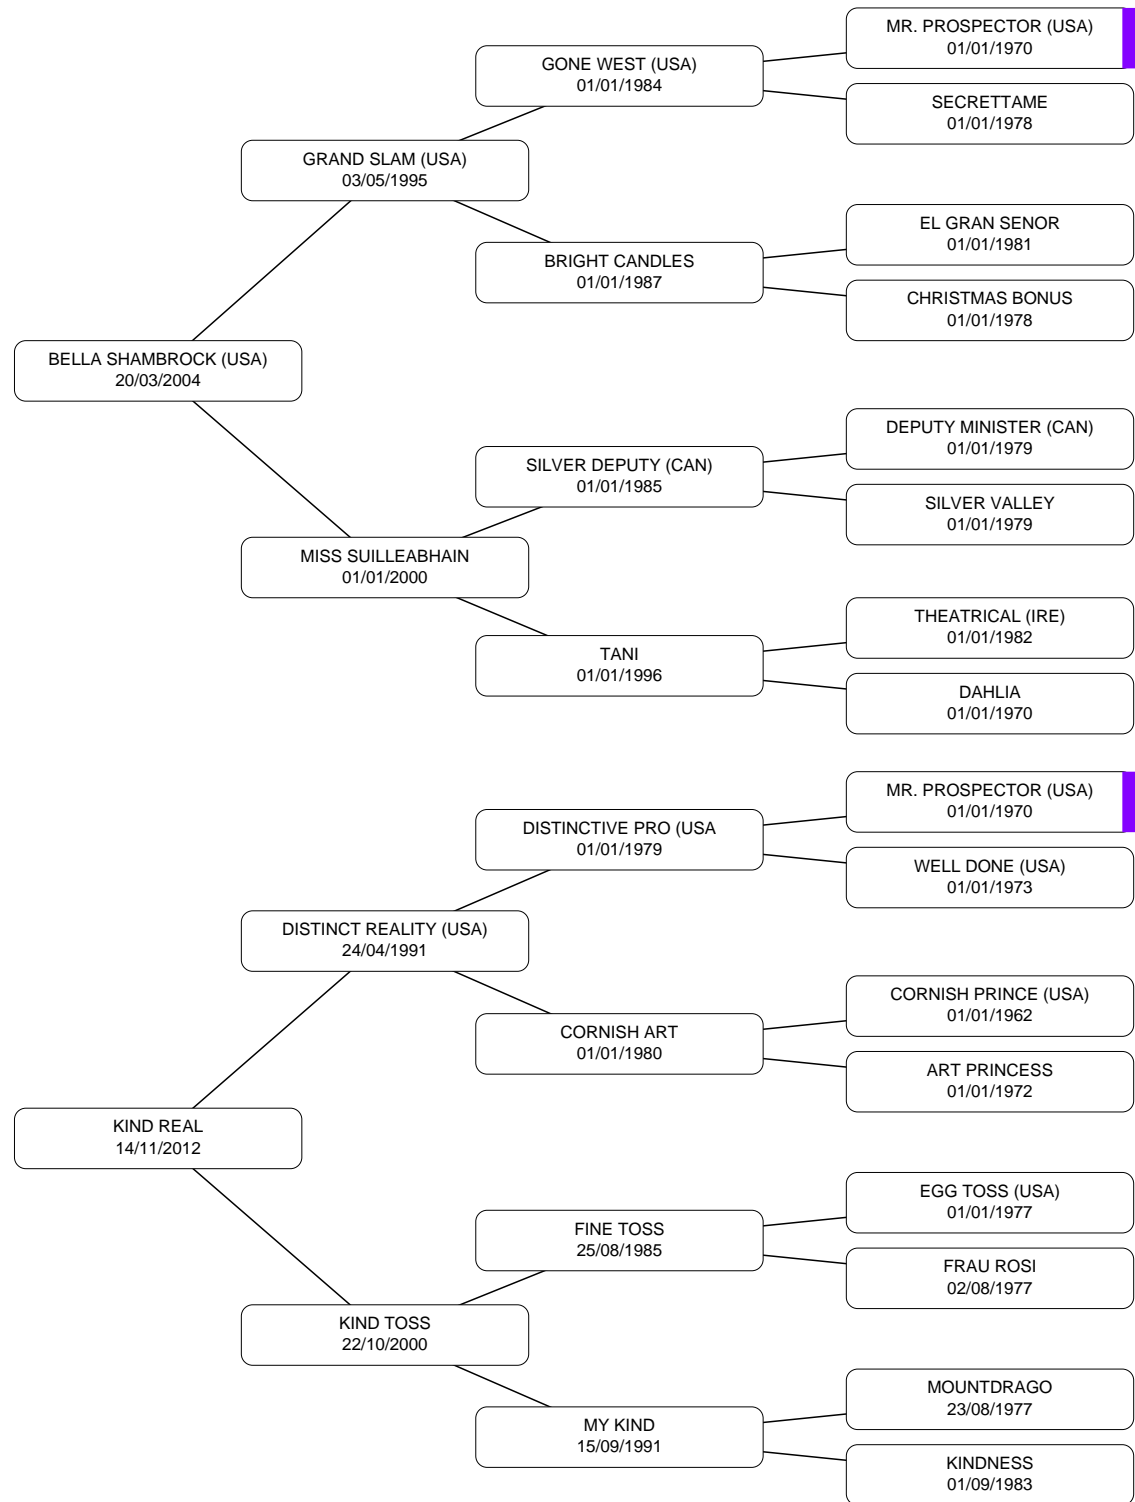 MR. PROSPECTOR (USA)
01/01/1970
GONE WEST (USA)
01/01/1984
SECRETTAME
01/01/1978
GRAND SLAM (USA)
03/05/1995
EL GRAN SENOR
01/01/1981
BRIGHT CANDLES
01/01/1987
CHRISTMAS BONUS
01/01/1978
BELLA SHAMBROCK (USA)
20/03/2004
DEPUTY MINISTER (CAN)
01/01/1979
SILVER DEPUTY (CAN)
01/01/1985
SILVER VALLEY
01/01/1979
MISS SUILLEABHAIN
01/01/2000
THEATRICAL (IRE)
01/01/1982
TANI
01/01/1996
DAHLIA
01/01/1970
MR. PROSPECTOR (USA)
01/01/1970
DISTINCTIVE PRO (USA
01/01/1979
WELL DONE (USA)
01/01/1973
DISTINCT REALITY (USA)
24/04/1991
CORNISH PRINCE (USA)
01/01/1962
CORNISH ART
01/01/1980
ART PRINCESS
01/01/1972
KIND REAL
14/11/2012
EGG TOSS (USA)
01/01/1977
FINE TOSS
25/08/1985
FRAU ROSI
02/08/1977
KIND TOSS
22/10/2000
MOUNTDRAGO
23/08/1977
MY KIND
15/09/1991
KINDNESS
01/09/1983